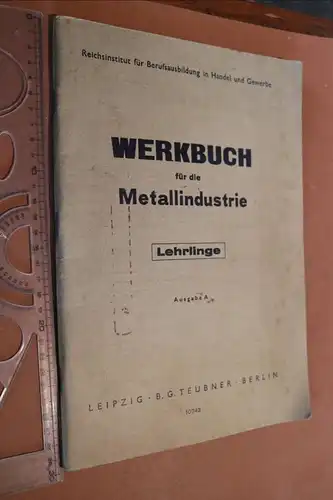 Reichsinstitut für Berufsausbildung in Handel und Gewerbe
WERKBUCH
für die
Metallindustrie
Lehrlinge
Ausgabe A
LEIPZIG · B. G. TEUBNER · BERLIN